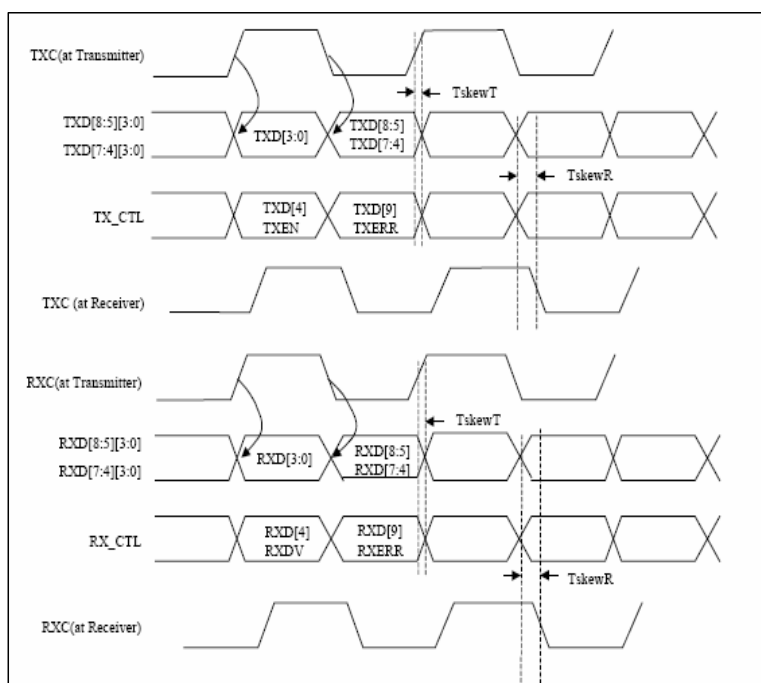 TXC(at Transmitter)
TskewT
TXD[8:5][3:0]
TXD[7:4][3:0]
TXD[3:0]
TXD[8:5]
TXD[7:4]
TskewR
TX_CTL
TXD[4]
TXEN
TXD[9]
TXERR
TXC (at Receiver)
RXC(at Transmitter)
TskewT
RXD[8:5][3:0]
RXD[7:4][3:0]
RXD[3:0]
RXD[8:5]
RXD[7:4]
RX_CTL
RXD[4]
RXDV
RXD[9]
RXERR
TskewR
RXC(at Receiver)